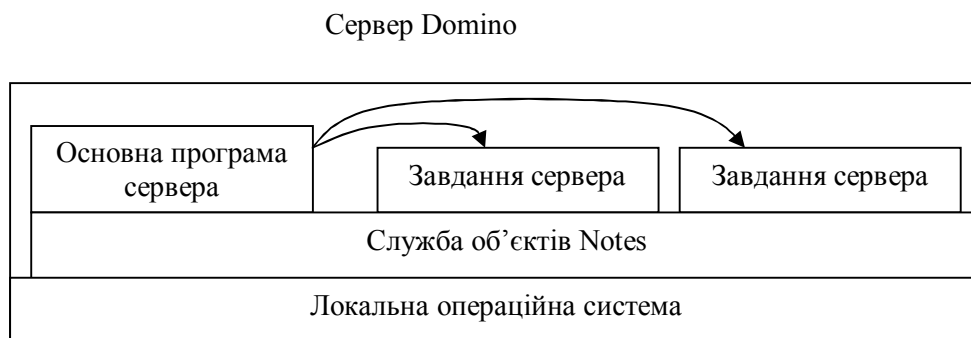 Сервер Domino
Основна програма
сервера
Завдання сервера
Завдання сервера
Служба об’єктів Notes
Локальна операційна система